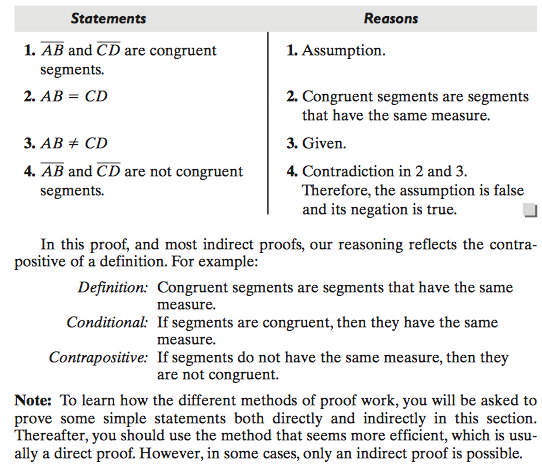 Statements Reasons
1. AB and CD are congruent 1. Assumption.
segments.
2. AB = CD 2. Congruent segments are segments
that have the same measure.
3. AB ≠ CD 3. Given.
4. AB and CD are not congruent 4. Contradiction in 2 and 3.
segments. Therefore, the assumption is false
and its negation is true.
In this proof, and most indirect proofs, our reasoning reflects the contra-
positive of a definition. For example:
Definition: Congruent segments are segments that have the same
measure.
Conditional: If segments are congruent, then they have the same
measure.
Contrapositive: If segments do not have the same measure, then they
are not congruent.
Note: To learn how the different methods of proof work, you will be asked to
prove some simple statements both directly and indirectly in this section.
Thereafter, you should use the method that seems more efficient, which is usu-
ally a direct proof. However, in some cases, only an indirect proof is possible.